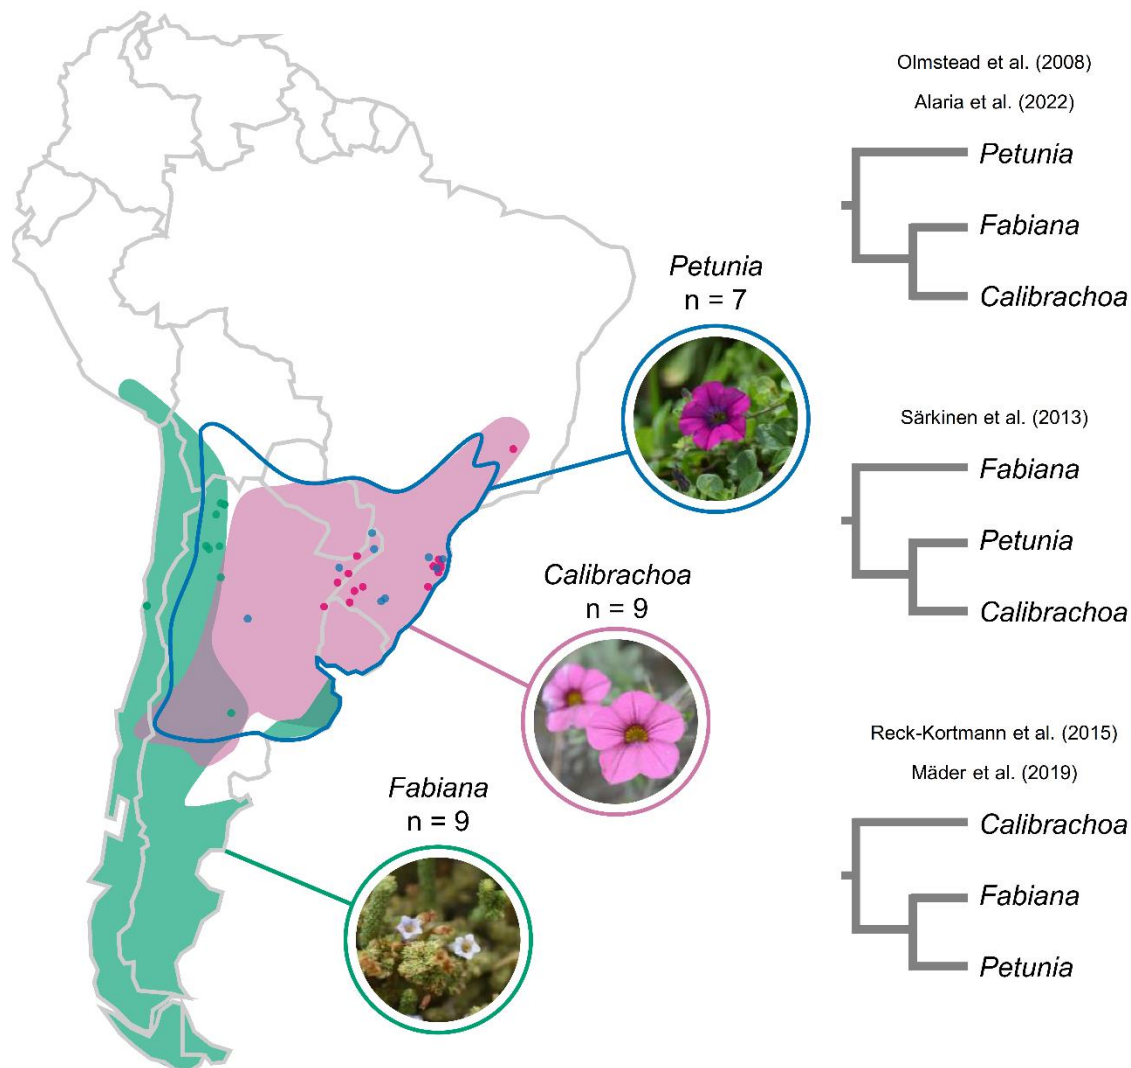 Olmstead et al. (2008)
Alaria et al. (2022)
Petunia
Fabiana
Calibrachoa
Petunia
n = 7
Särkinen et al. (2013)
Fabiana
Petunia
Calibrachoa
Calibrachoa
n = 9
Reck-Kortmann et al. (2015)
Mäder et al. (2019)
Calibrachoa
Fabiana
Petunia
Fabiana
n = 9